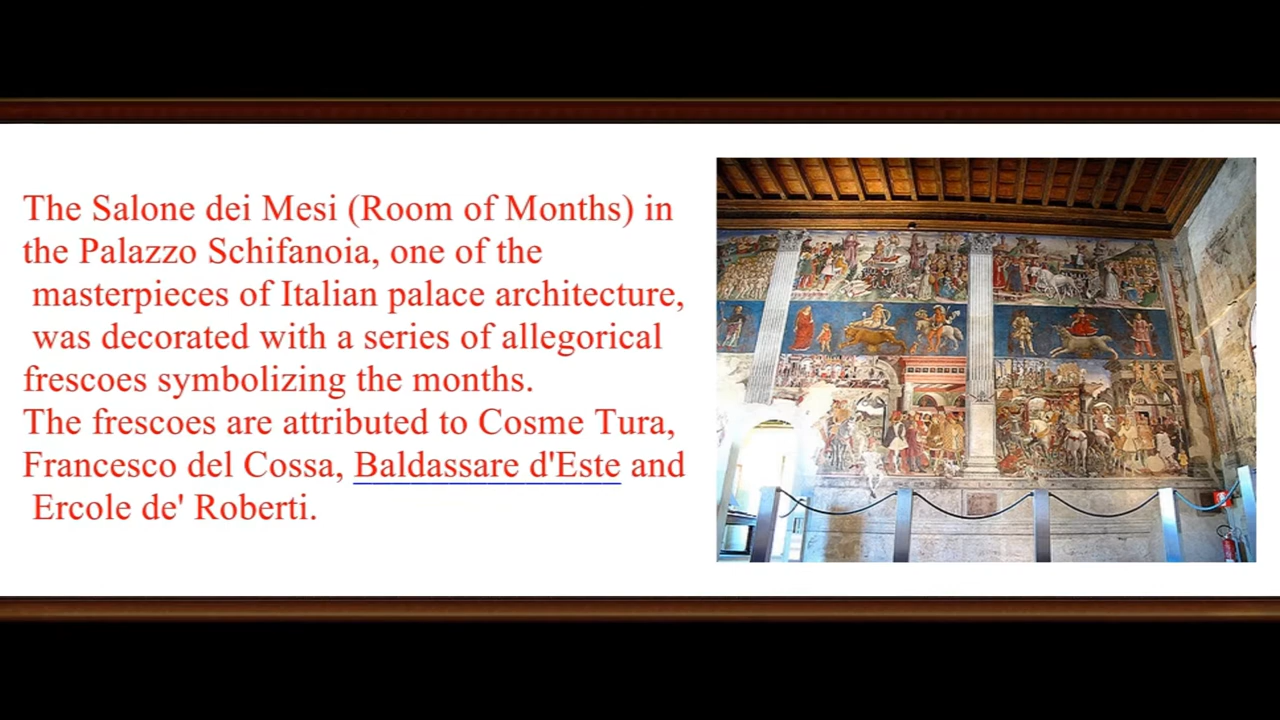 The Salone dei Mesi (Room of Months) in
the Palazzo Schifanoia, one of the
masterpieces of Italian palace architecture,
was decorated with a series of allegorical
frescoes symbolizing the months.
The frescoes are attributed to Cosme Tura,
Francesco del Cossa, Baldassare d'Este and
Ercole de' Roberti.